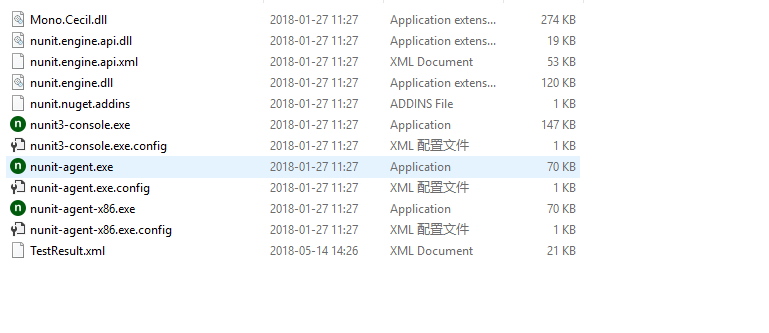 Mono.Cecil.dll 2018-01-27 11:27 Application extens... 274 KB
nunit.engine.api.dll 2018-01-27 11:27 Application extens... 19 KB
nunit.engine.api.xml 2018-01-27 11:27 XML Document 53 KB
nunit.engine.dll 2018-01-27 11:27 Application extens... 120 KB
nunit.nuget.addins 2018-01-27 11:27 ADDINS File 1 KB
nunit3-console.exe 2018-01-27 11:27 Application 147 KB
nunit3-console.exe.config 2018-01-27 11:27 XML 配置文件 1 KB
nunit-agent.exe 2018-01-27 11:27 Application 70 KB
nunit-agent.exe.config 2018-01-27 11:27 XML 配置文件 1 KB
nunit-agent-x86.exe 2018-01-27 11:27 Application 70 KB
nunit-agent-x86.exe.config 2018-01-27 11:27 XML 配置文件 1 KB
TestResult.xml 2018-05-14 14:26 XML Document 21 KB